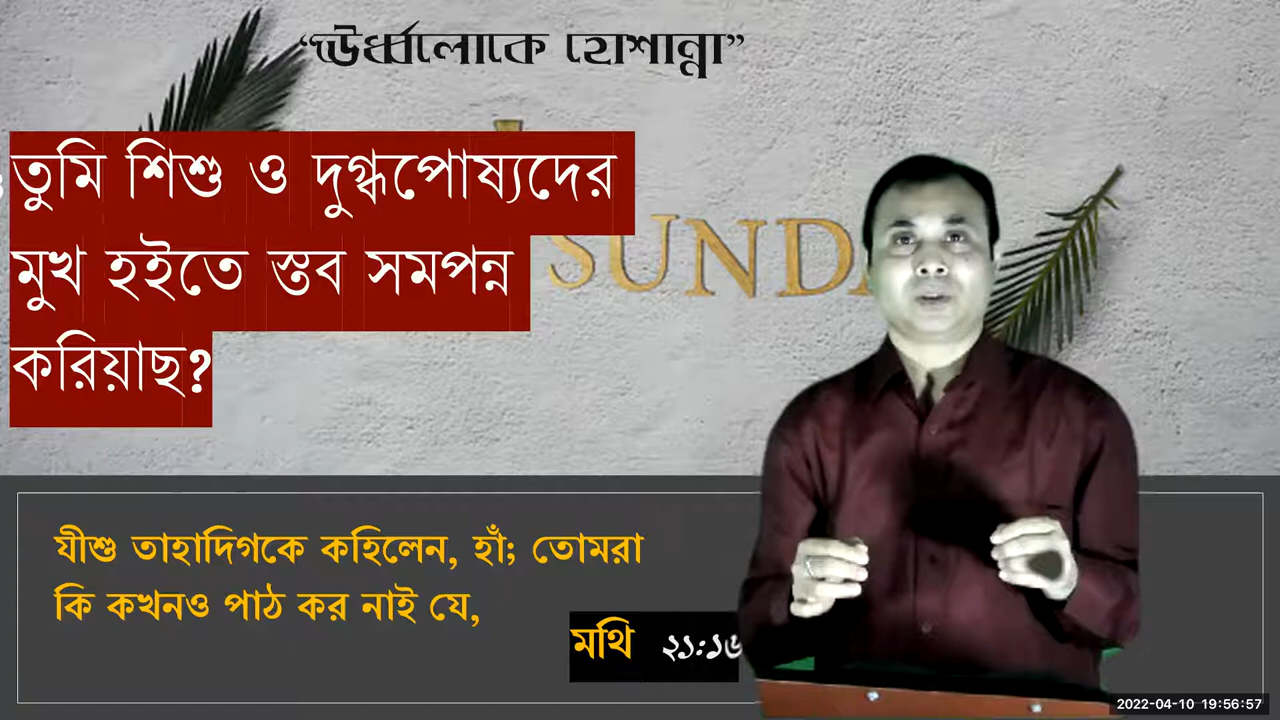 “ঊর্ধ্বলোকে হোশান্না”
তুমি শিশু ও দুগ্ধপোষ্যদের
মুখ হইতে স্তব সমপন্ন
করিয়াছ?
SUNDA
যীশু তাহাদিগকে কহিলেন, হাঁ; তোমরা
কি কখনও পাঠ কর নাই যে,
মথি ২১:১৬
2022-04-10 19:56:57